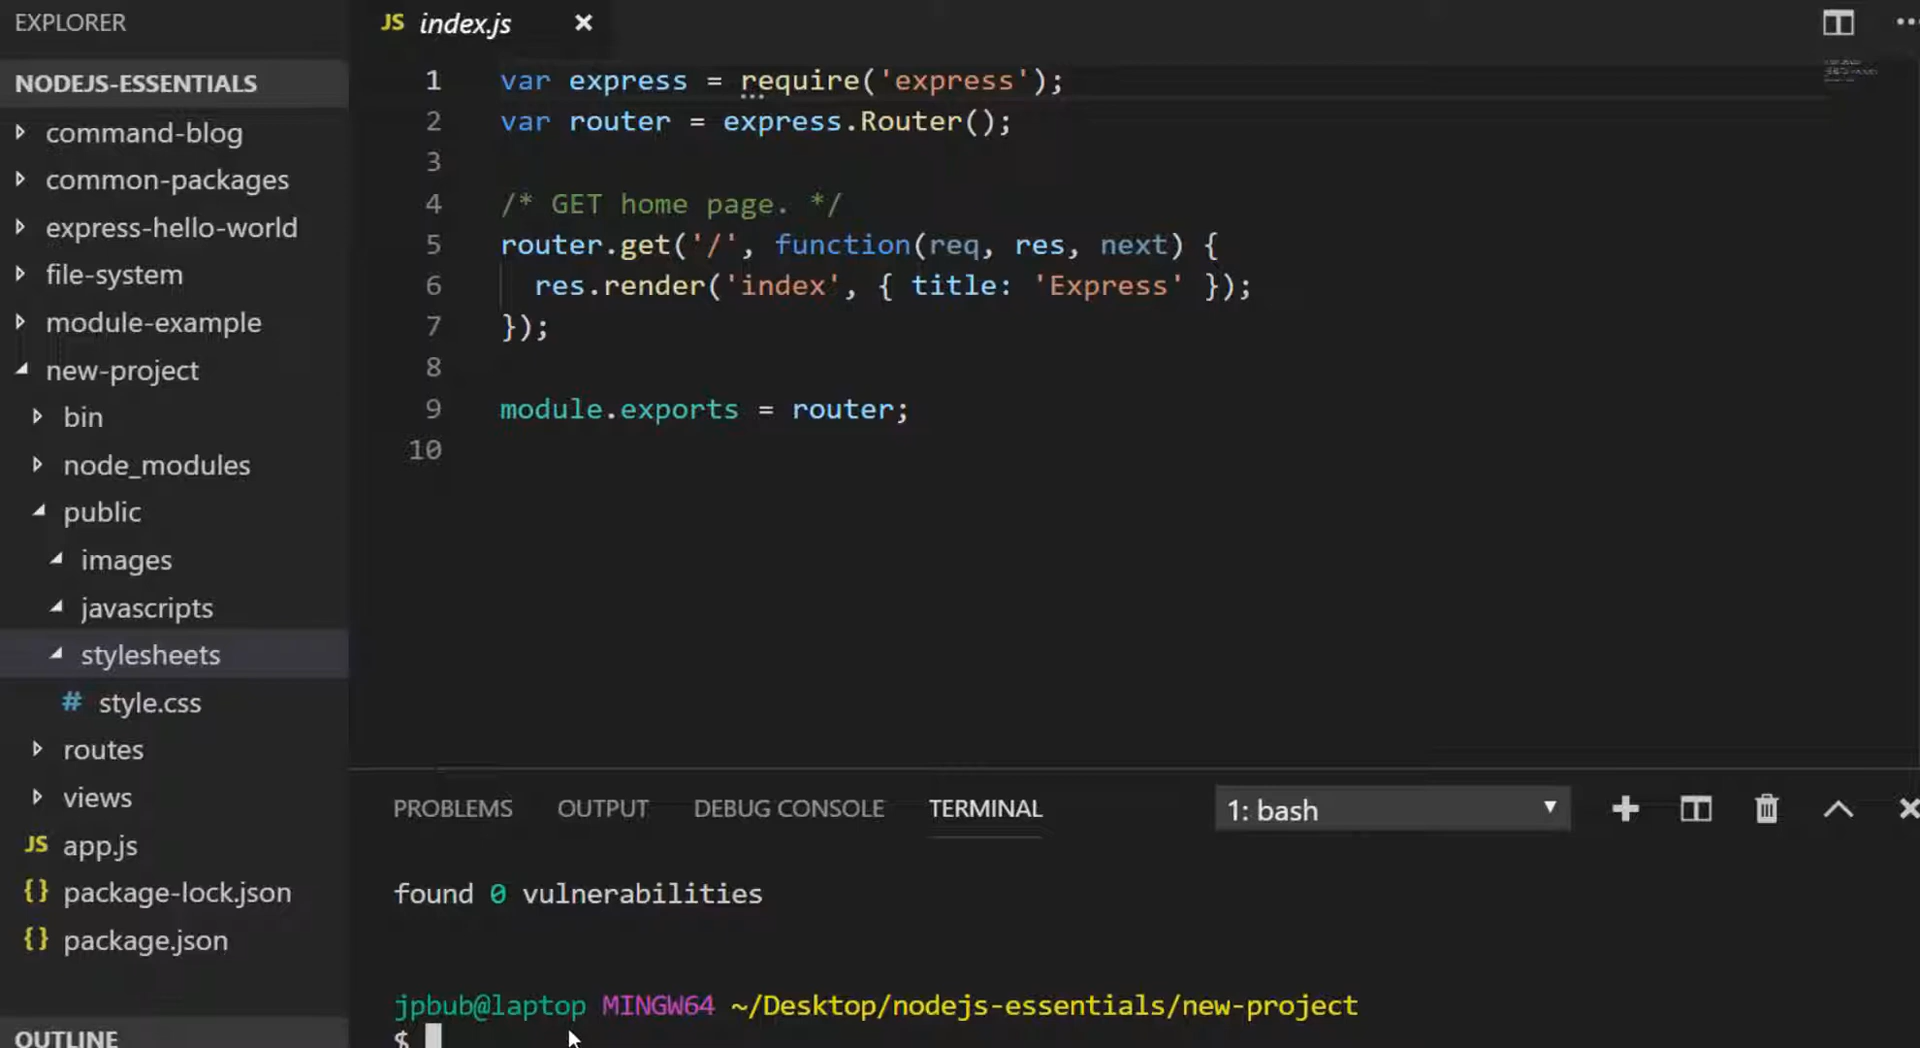 EXPLORER
NODEJS-ESSENTIALS
command-blog
common-packages
express-hello-world
file-system
module-example
new-project
bin
node_modules
public
images
javascripts
stylesheets
# style.css
routes
views
JS app.js
{} package-lock.json
{} package.json
OUTLINE
JS index.js
1 var express = require('express');
2 var router = express.Router();
3
4 /* GET home page. */
5 router.get('/', function(req, res, next) {
6 res.render('index', { title: 'Express' });
7 });
8
9 module.exports = router;
10
PROBLEMS OUTPUT DEBUG CONSOLE TERMINAL 1: bash
found 0 vulnerabilities
jpbub@laptop MINGW64 ~/Desktop/nodejs-essentials/new-project
$